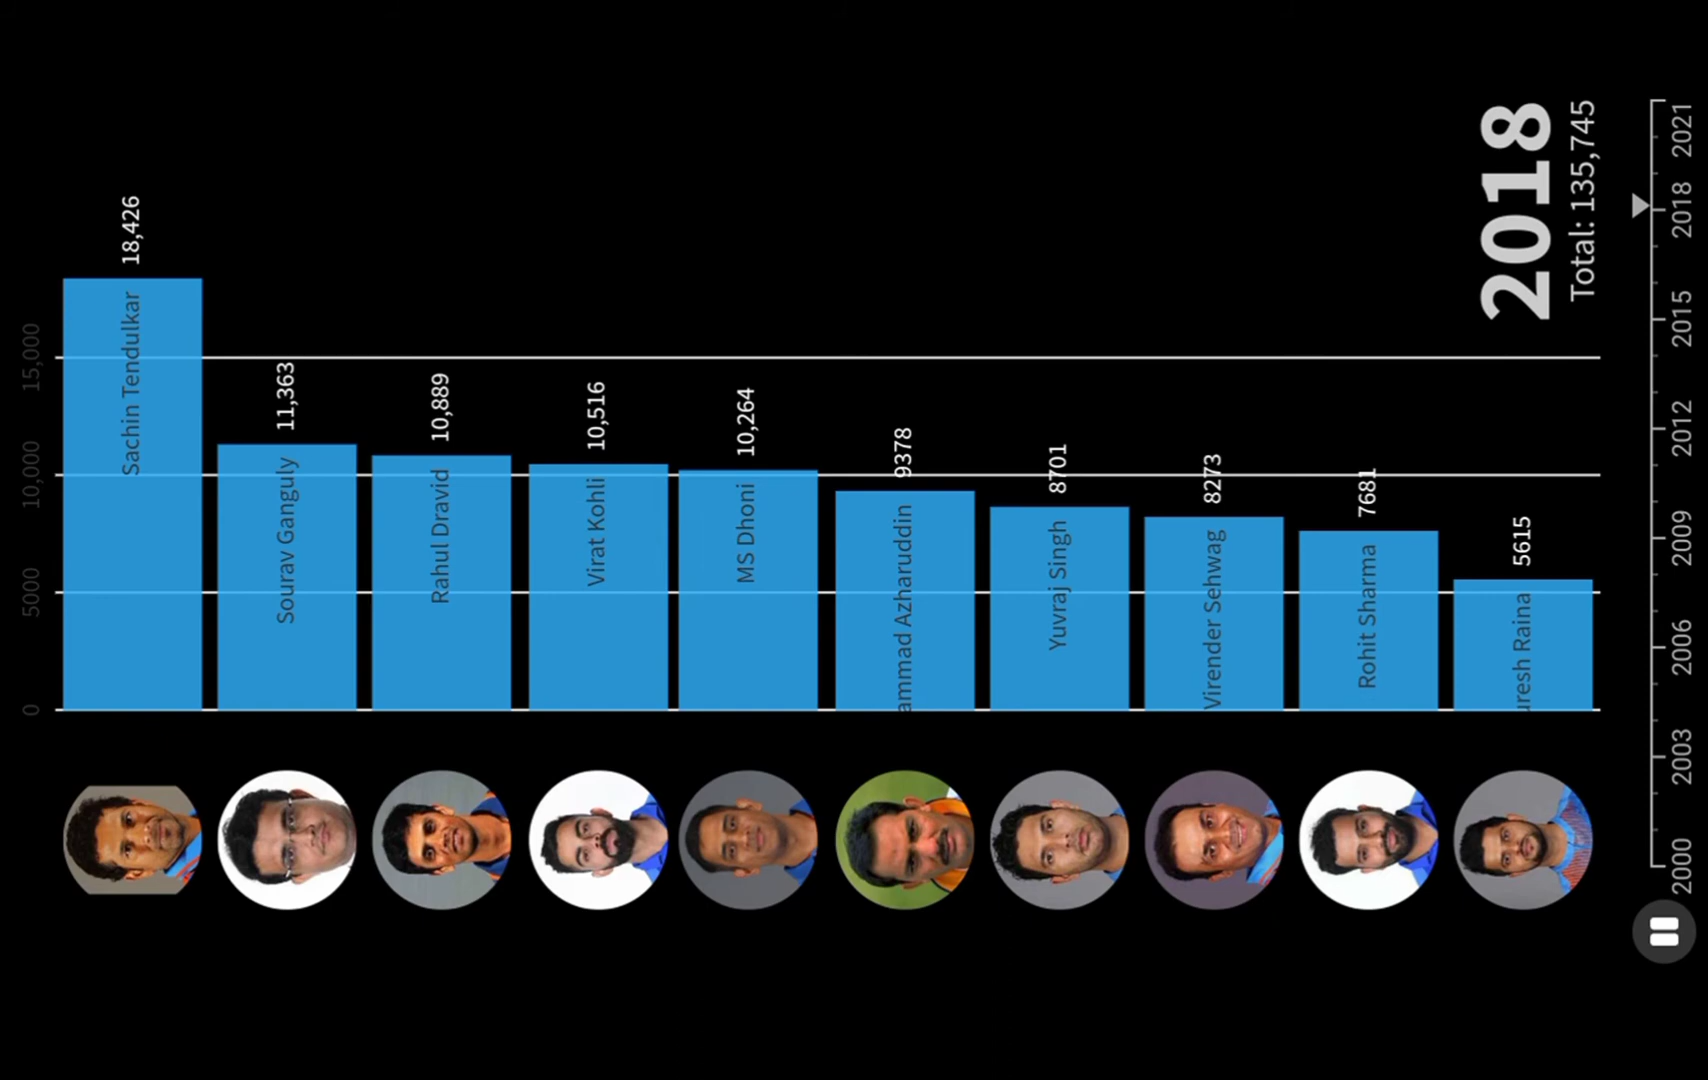 0
5000
10,000
15,000
Sachin Tendulkar 18,426
Sourav Ganguly 11,363
Rahul Dravid 10,889
Virat Kohli 10,516
MS Dhoni 10,264
ammad Azharuddin 9378
Yuvraj Singh 8701
Virender Sehwag 8273
Rohit Sharma 7681
uresh Raina 5615
2018
Total: 135,745
2000 2003 2006 2009 2012 2015 2018 2021